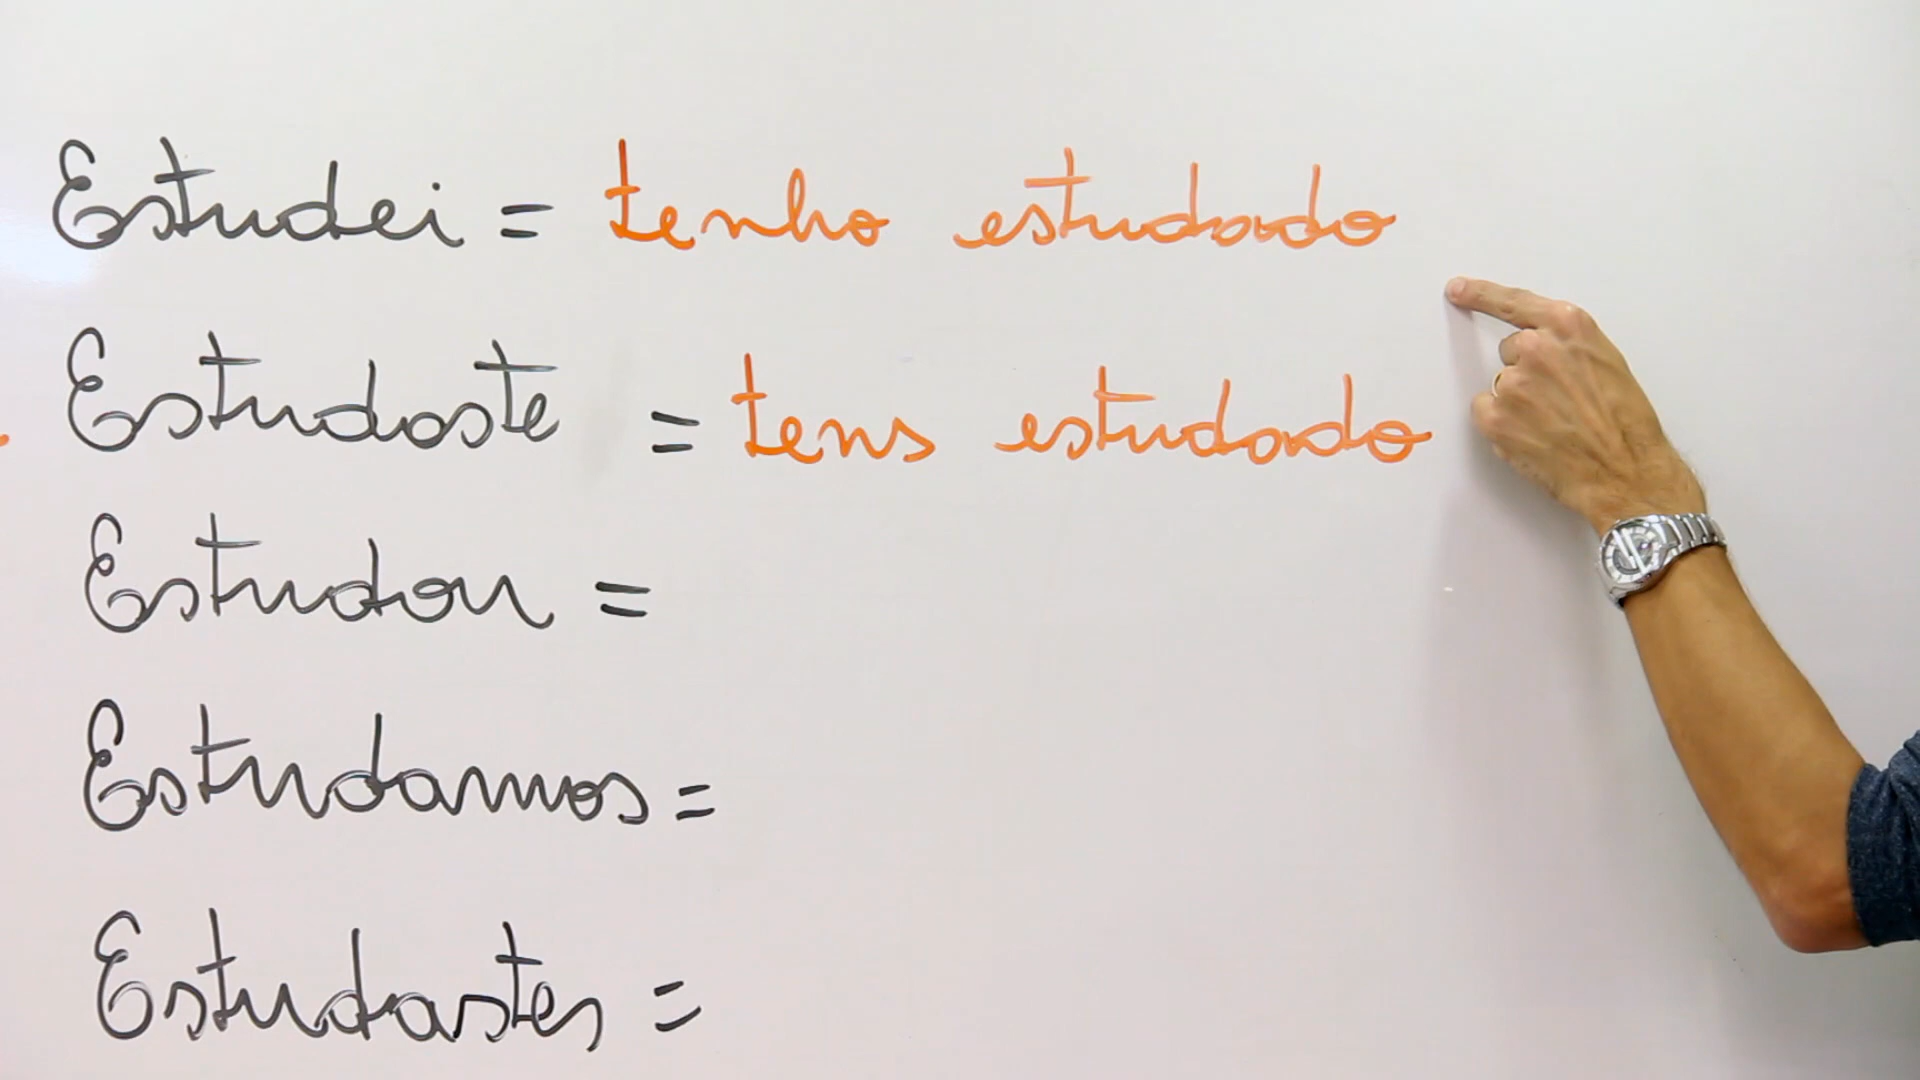 Estudei = tenho estudado
Estudaste = tens estudado
Estudou =
Estudamos =
Estudastes =